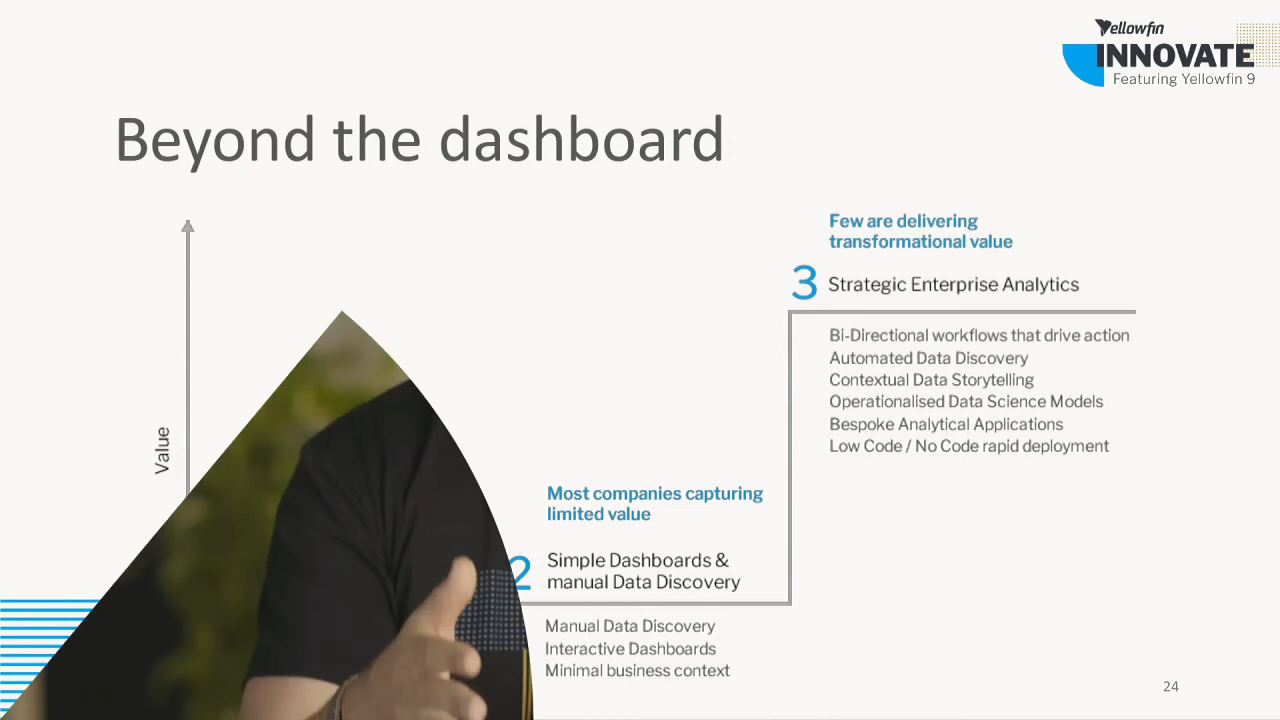 Yellowfin
INNOVATE
Featuring Yellowfin 9
Beyond the dashboard
Few are delivering
transformational value
3 Strategic Enterprise Analytics
Bi-Directional workflows that drive action
Automated Data Discovery
Contextual Data Storytelling
Operationalised Data Science Models
Bespoke Analytical Applications
Low Code / No Code rapid deployment
Value
Most companies capturing
limited value
2 Simple Dashboards &
manual Data Discovery
Manual Data Discovery
Interactive Dashboards
Minimal business context
24